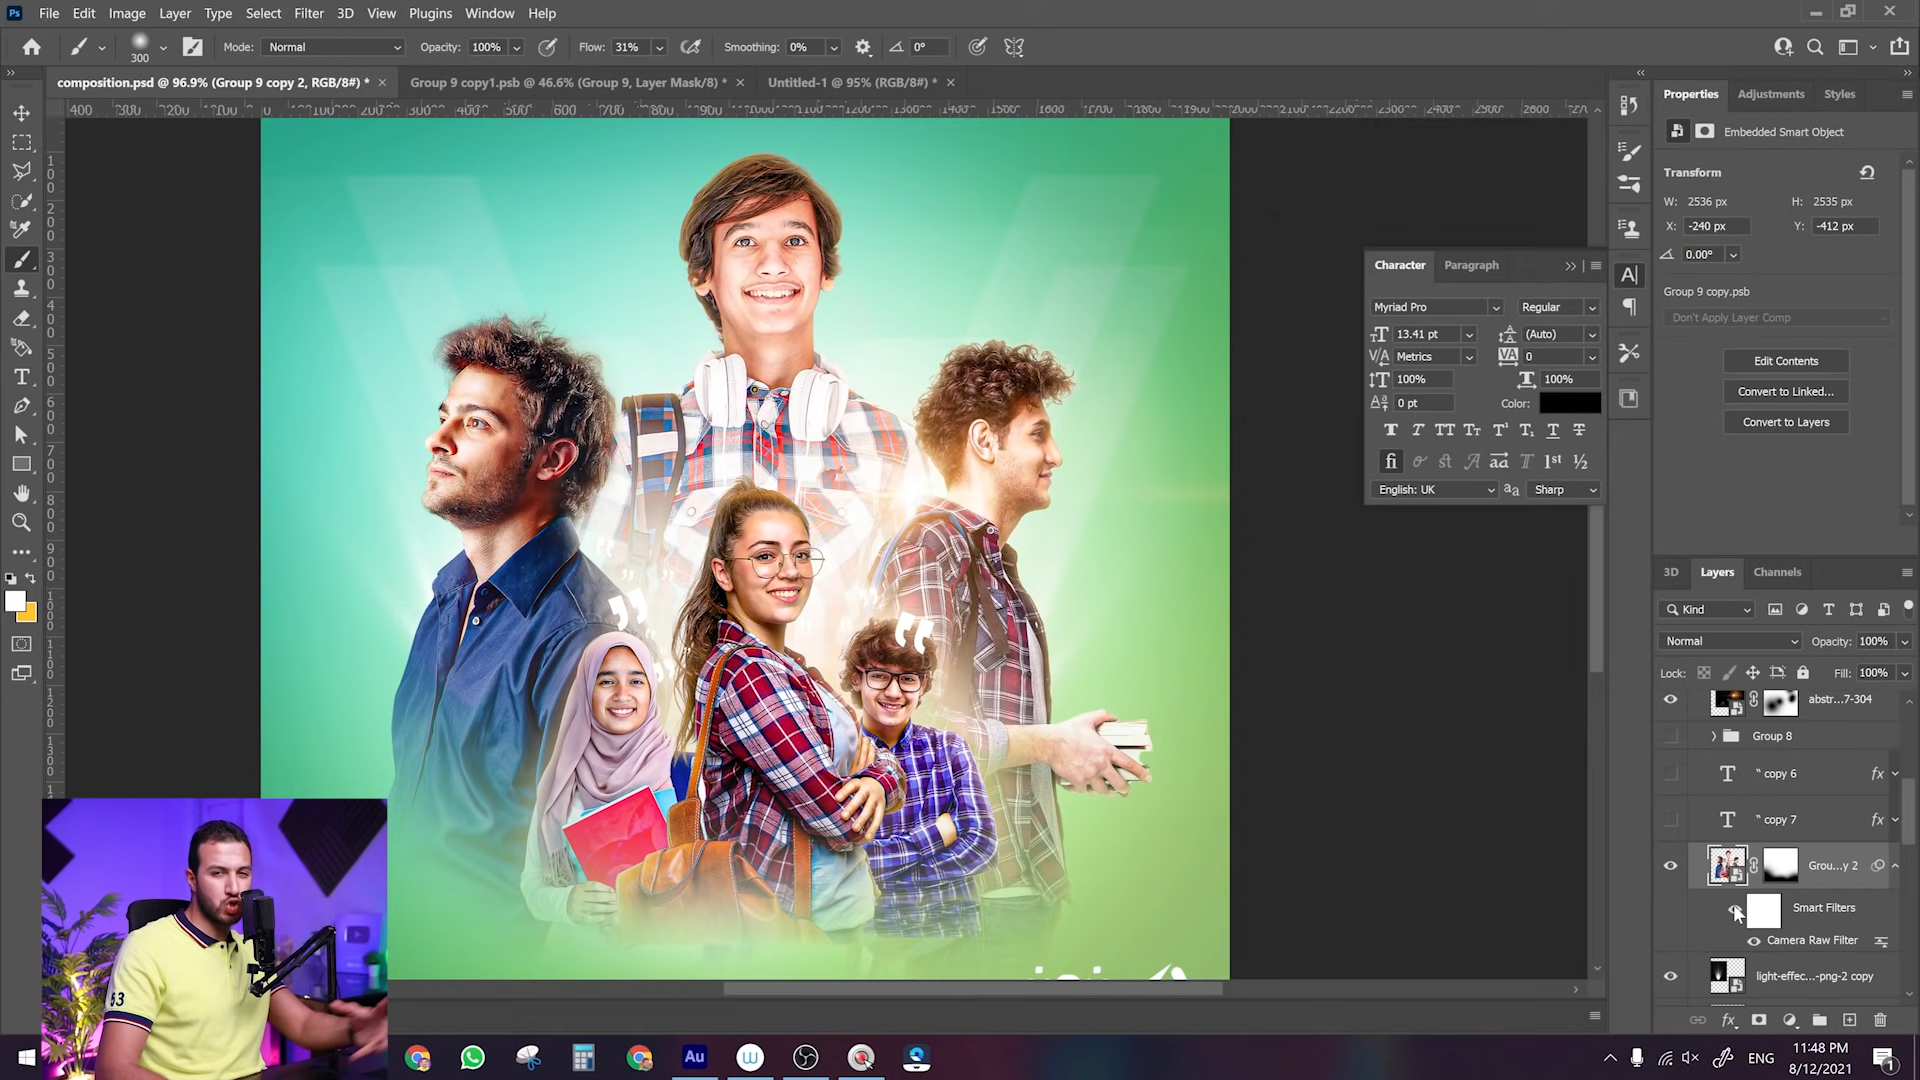 Ps File Edit Image Layer Type Select Filter 3D View Plugins Window Help
300 Mode: Normal Opacity: 100% Flow: 31% Smoothing: 0% 0°
composition.psd @ 96.9% (Group 9 copy 2, RGB/8#) * × Group 9 copy1.psb @ 46.6% (Group 9, Layer Mask/8) * × Untitled-1 @ 95% (RGB/8#) * ×
Properties Adjustments Styles
Embedded Smart Object
Transform
W: 2536 px H: 2535 px
X: -240 px Y: -412 px
0.00°
Group 9 copy.psb
Don't Apply Layer Comp
Edit Contents
Convert to Linked...
Convert to Layers
Character Paragraph
Myriad Pro Regular
13.41 pt (Auto)
Metrics 0
100% 100%
0 pt Color:
English: UK Sharp
3D Layers Channels
Kind
Normal Opacity: 100%
Lock: Fill: 100%
abstr...7-304
Group 8
" copy 6 fx
" copy 7 fx
Grou...y 2
Smart Filters
Camera Raw Filter
light-effec...-png-2 copy
53
Au
ENG 11:48 PM
8/12/2021